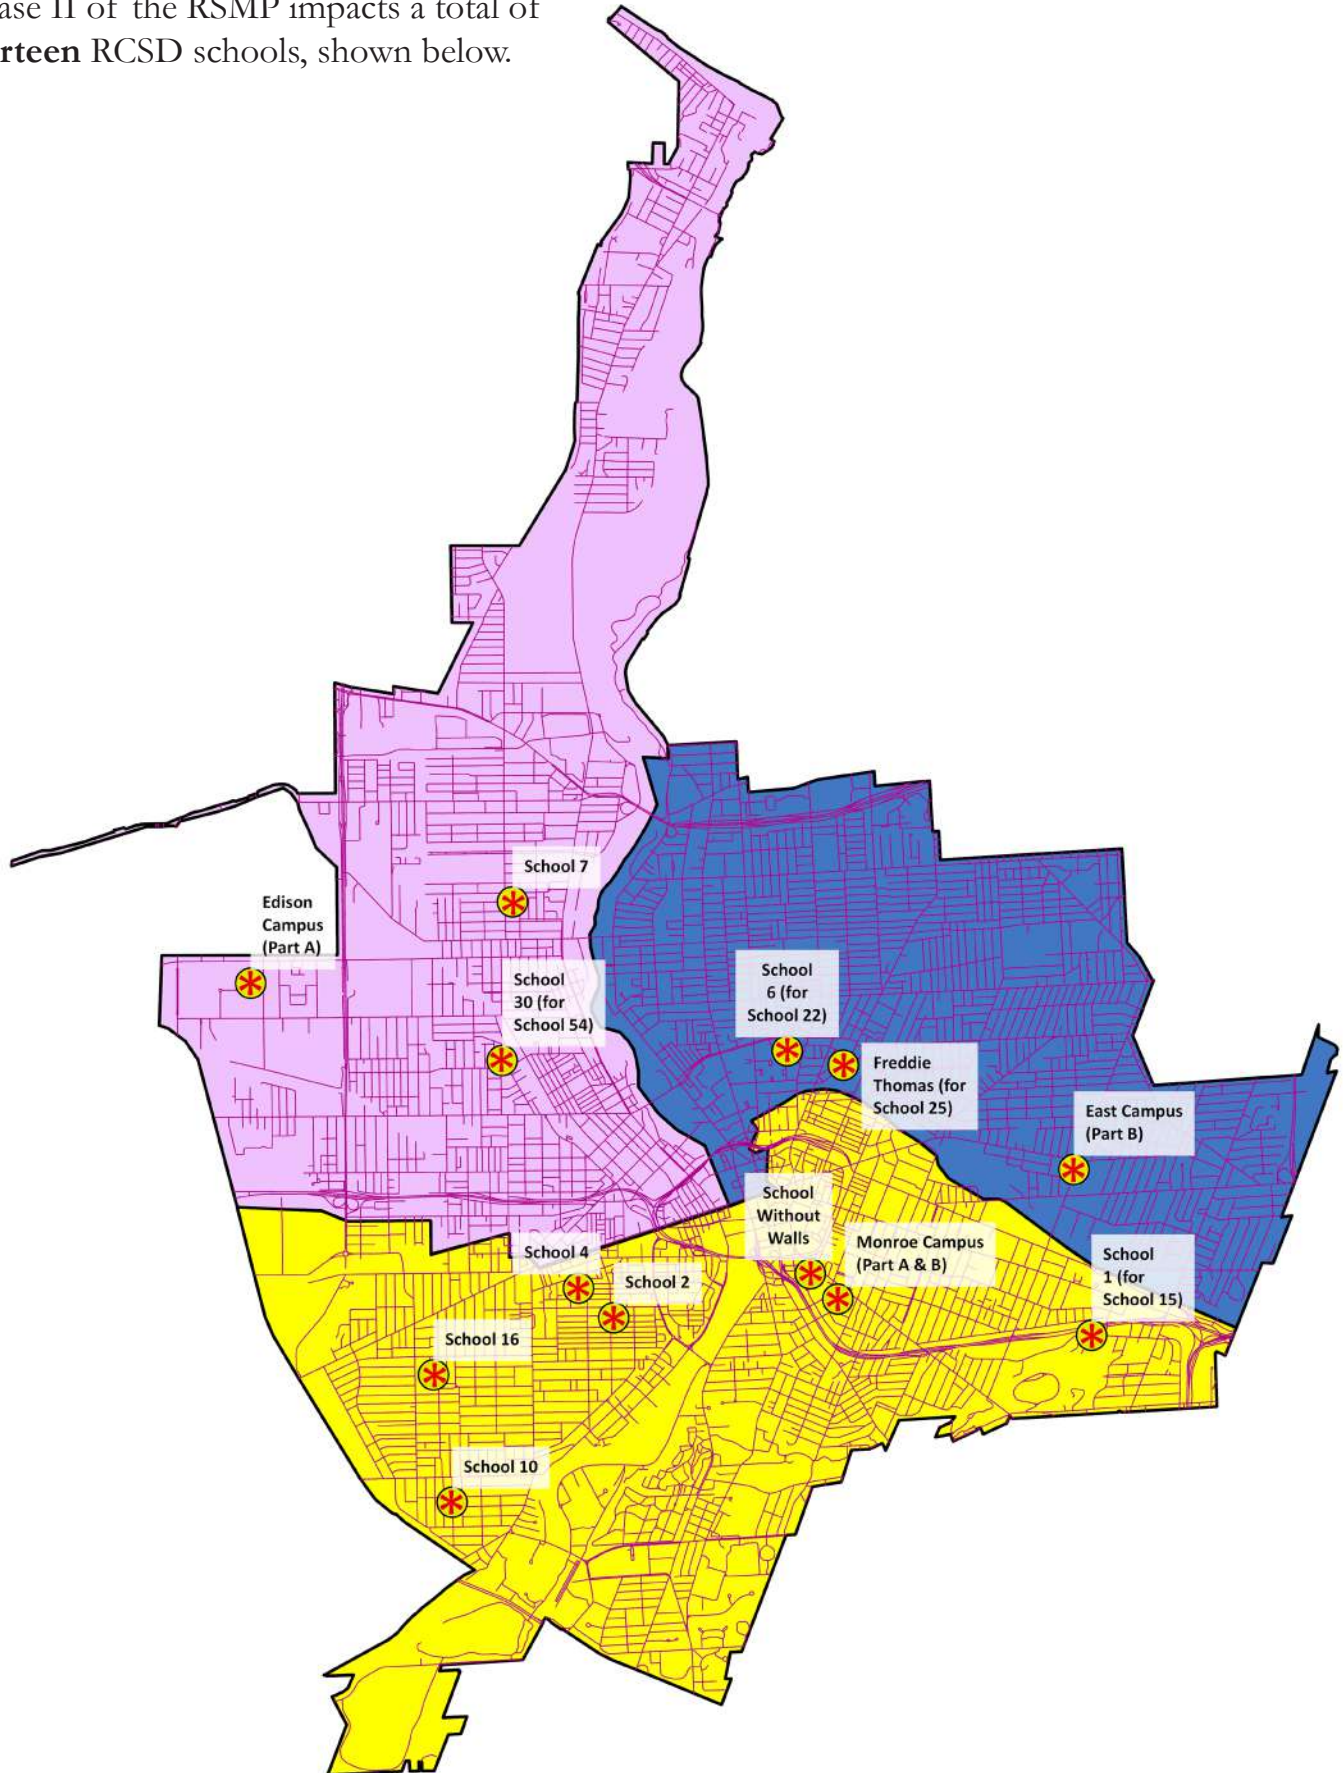 ase II of the RSMP impacts a total of
rteen RCSD schools, shown below.
School 7
Edison
Campus
(Part A)
School
30 (for
School 54)
School
6 (for
School 22)
Freddie
Thomas (for
School 25)
East Campus
(Part B)
School
Without
Walls
Monroe Campus
(Part A & B)
School
1 (for
School 15)
School 4
School 2
School 16
School 10